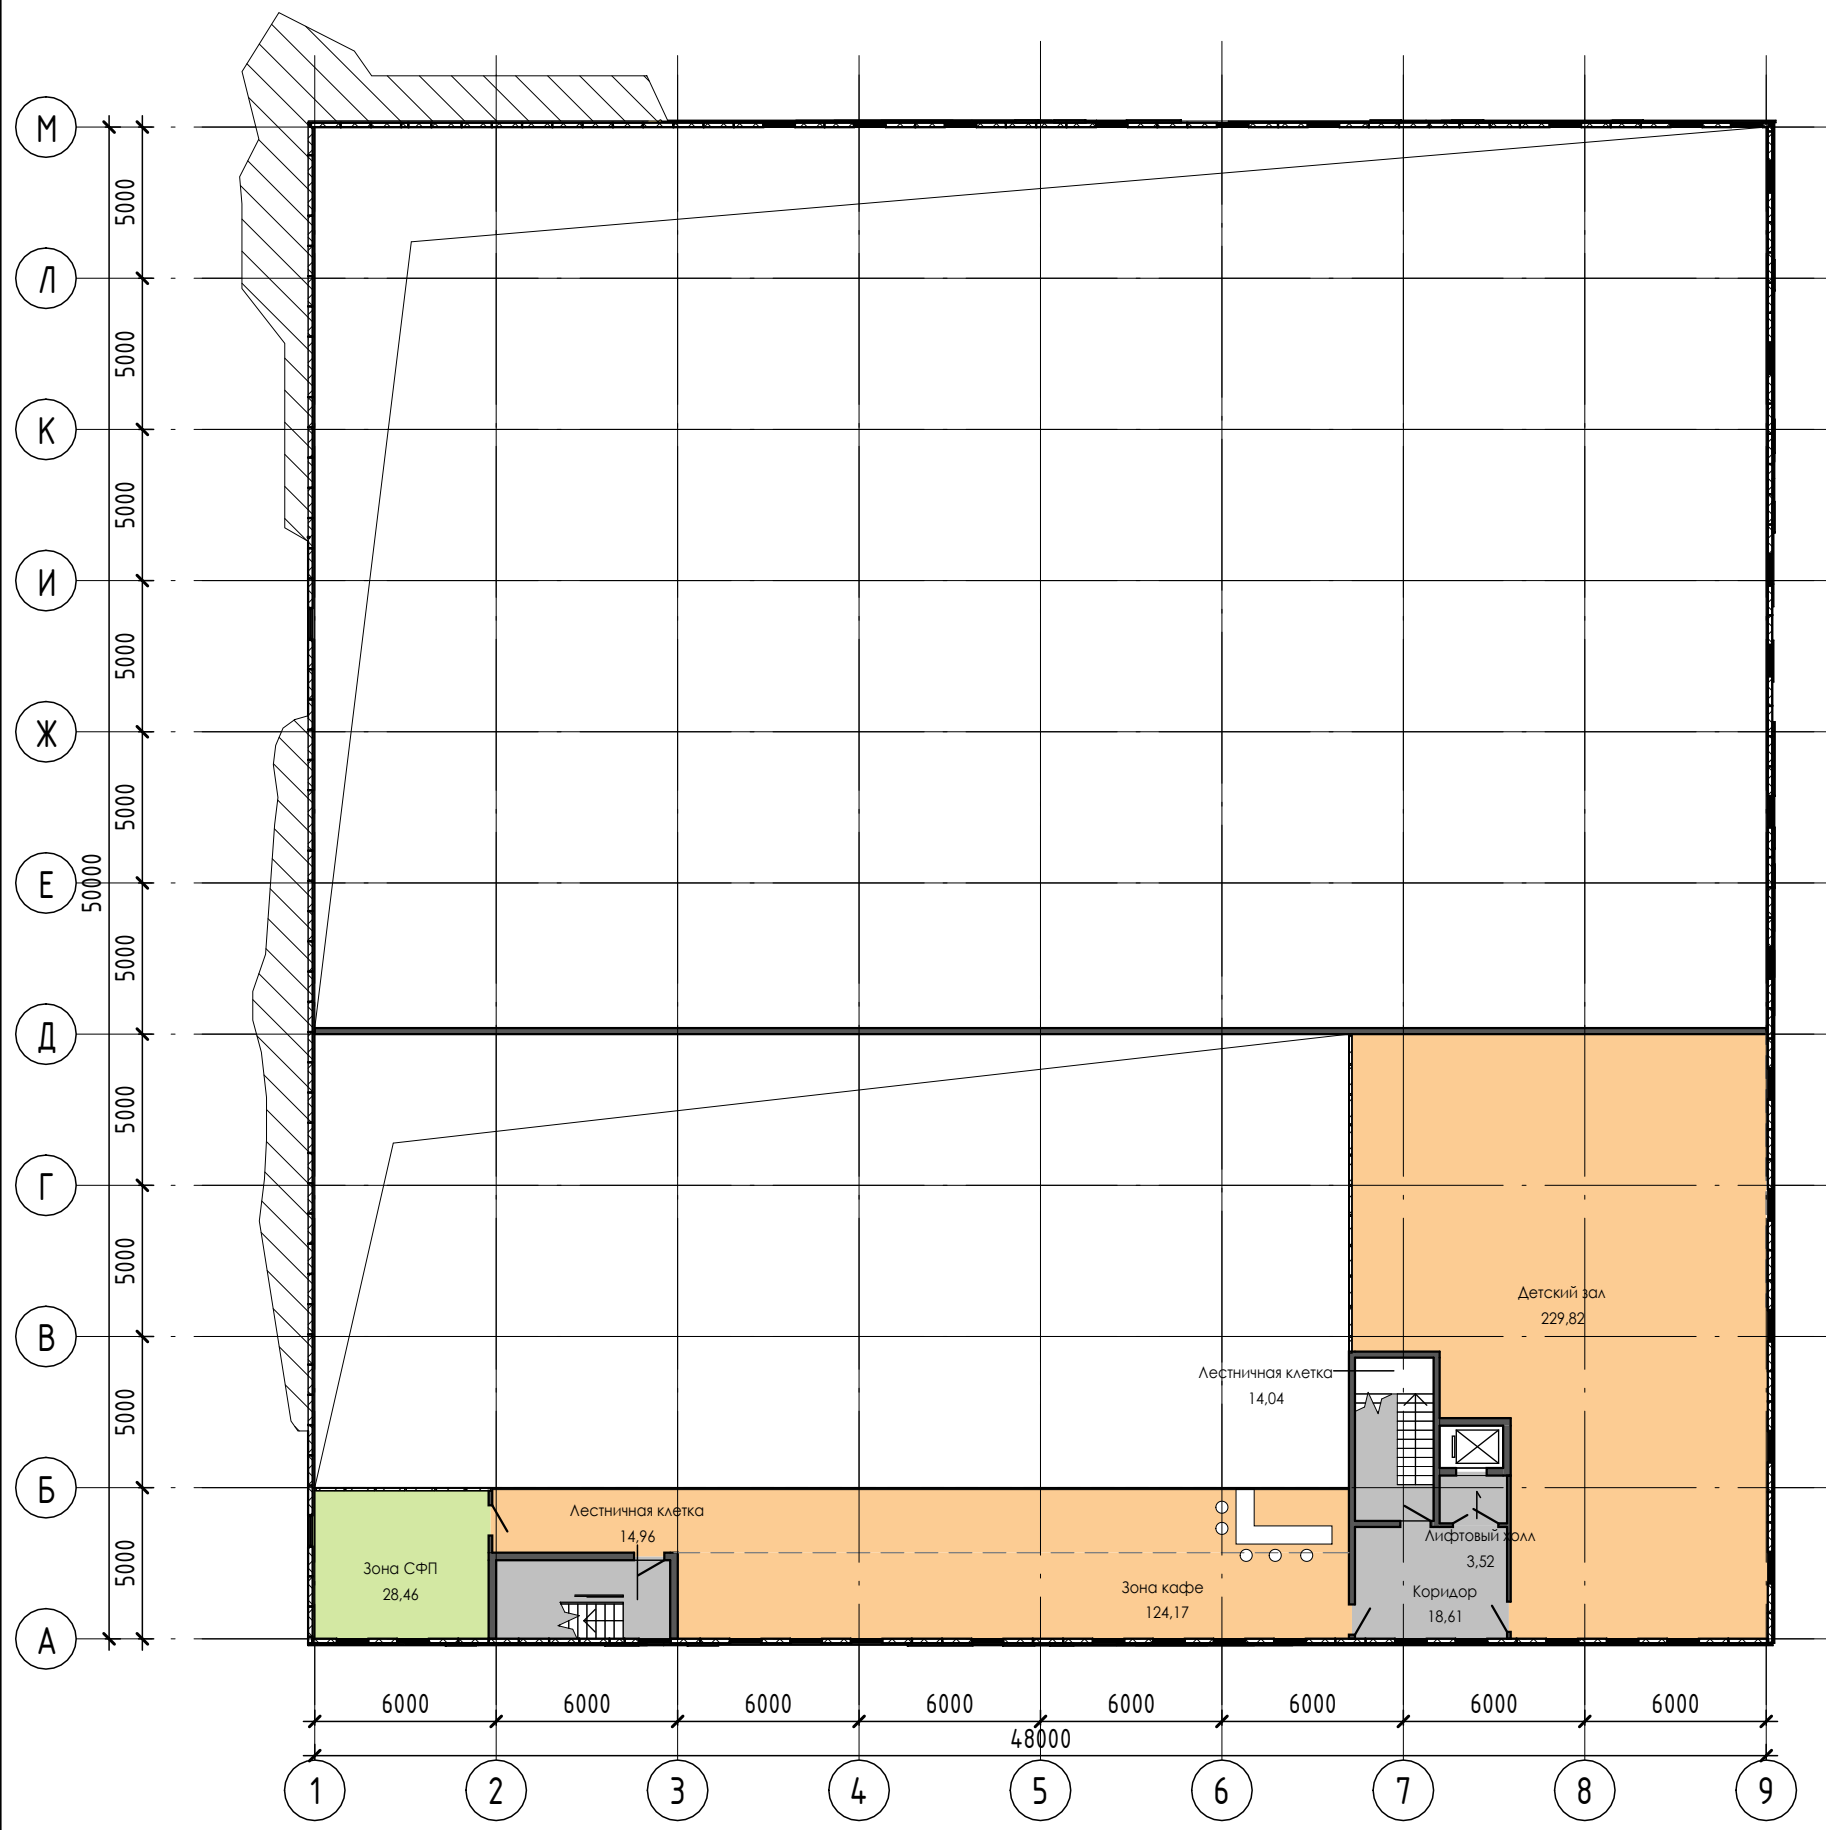 М
5000
Л
5000
К
5000
И
5000
Ж
5000
Е
50000
5000
Д
5000
Г
5000
В
5000
Б
5000
А
Детский зал
229,82
Лестничная клетка
14,04
Лестничная клетка
14,96
Лифтовый холл
3,52
Зона СФП
28,46
Зона кафе
124,17
Коридор
18,61
6000 6000 6000 6000 6000 6000 6000 6000
48000
1 2 3 4 5 6 7 8 9